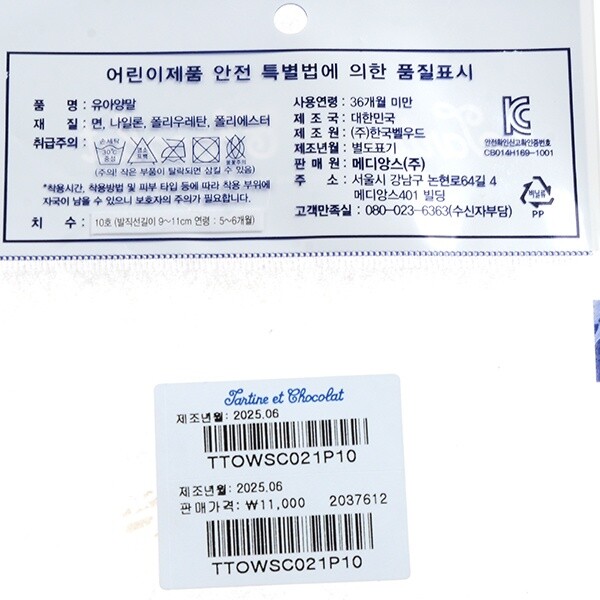 어린이제품 안전 특별법에 의한 품질표시
품 명 : 유아양말
재 질 : 면, 나일론, 폴리우레탄, 폴리에스터
취급주의 :
손세탁
30℃
중성
(주의! 작은 부품이 탈락되면 삼킬 수 있음)
*착용시간, 착용방법 및 피부 타입 등에 따라 착용 부위에
자국이 남을 수 있으니 보호자의 주의가 필요합니다.
치 수 : 10호 (발직선길이 9~11cm 연령 : 5~6개월)
사용연령 : 36개월 미만
제 조 국 : 대한민국
제 조 원 : (주)한국벨우드
제조년월 : 별도표기
판 매 원 : 메디앙스(주)
주 소 : 서울시 강남구 논현로64길 4
메디앙스401 빌딩
고객만족실 : 080-023-6363(수신자부담)
안전확인신고확인증번호
CB014H169-1001
비닐류
PP
Tartine et Chocolat
제조년월: 2025.06
TTOWSC021P10
제조년월: 2025.06
판매가격: ₩11,000 2037612
TTOWSC021P10